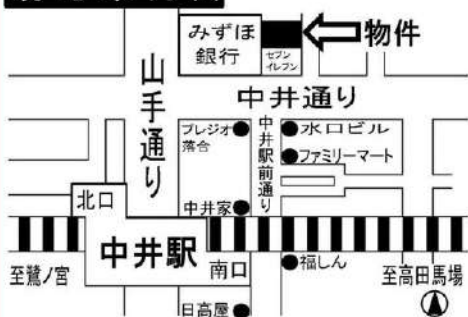 みずほ
銀行
セブン
イレブン
物件
中井通り
山手通り
プレジオ
落合
中井駅前通り
水口ビル
ファミリーマート
北口
中井家
中井駅
南口
福しん
至鷺ノ宮
至高田馬場
日高屋